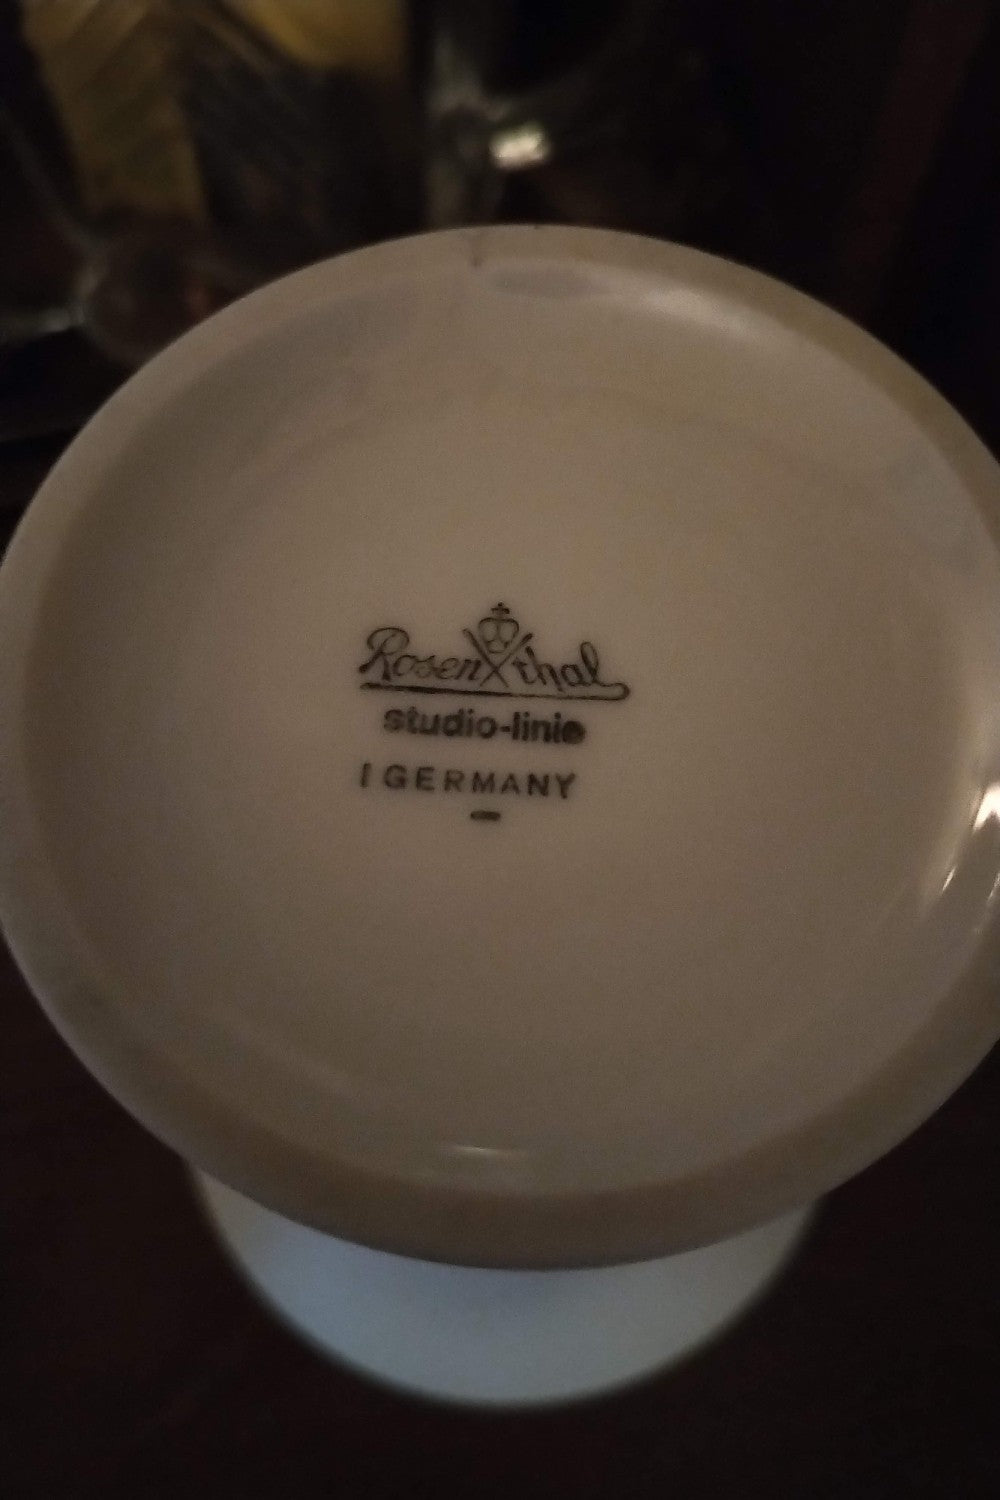 Rosenthal
studio-linie
I GERMANY